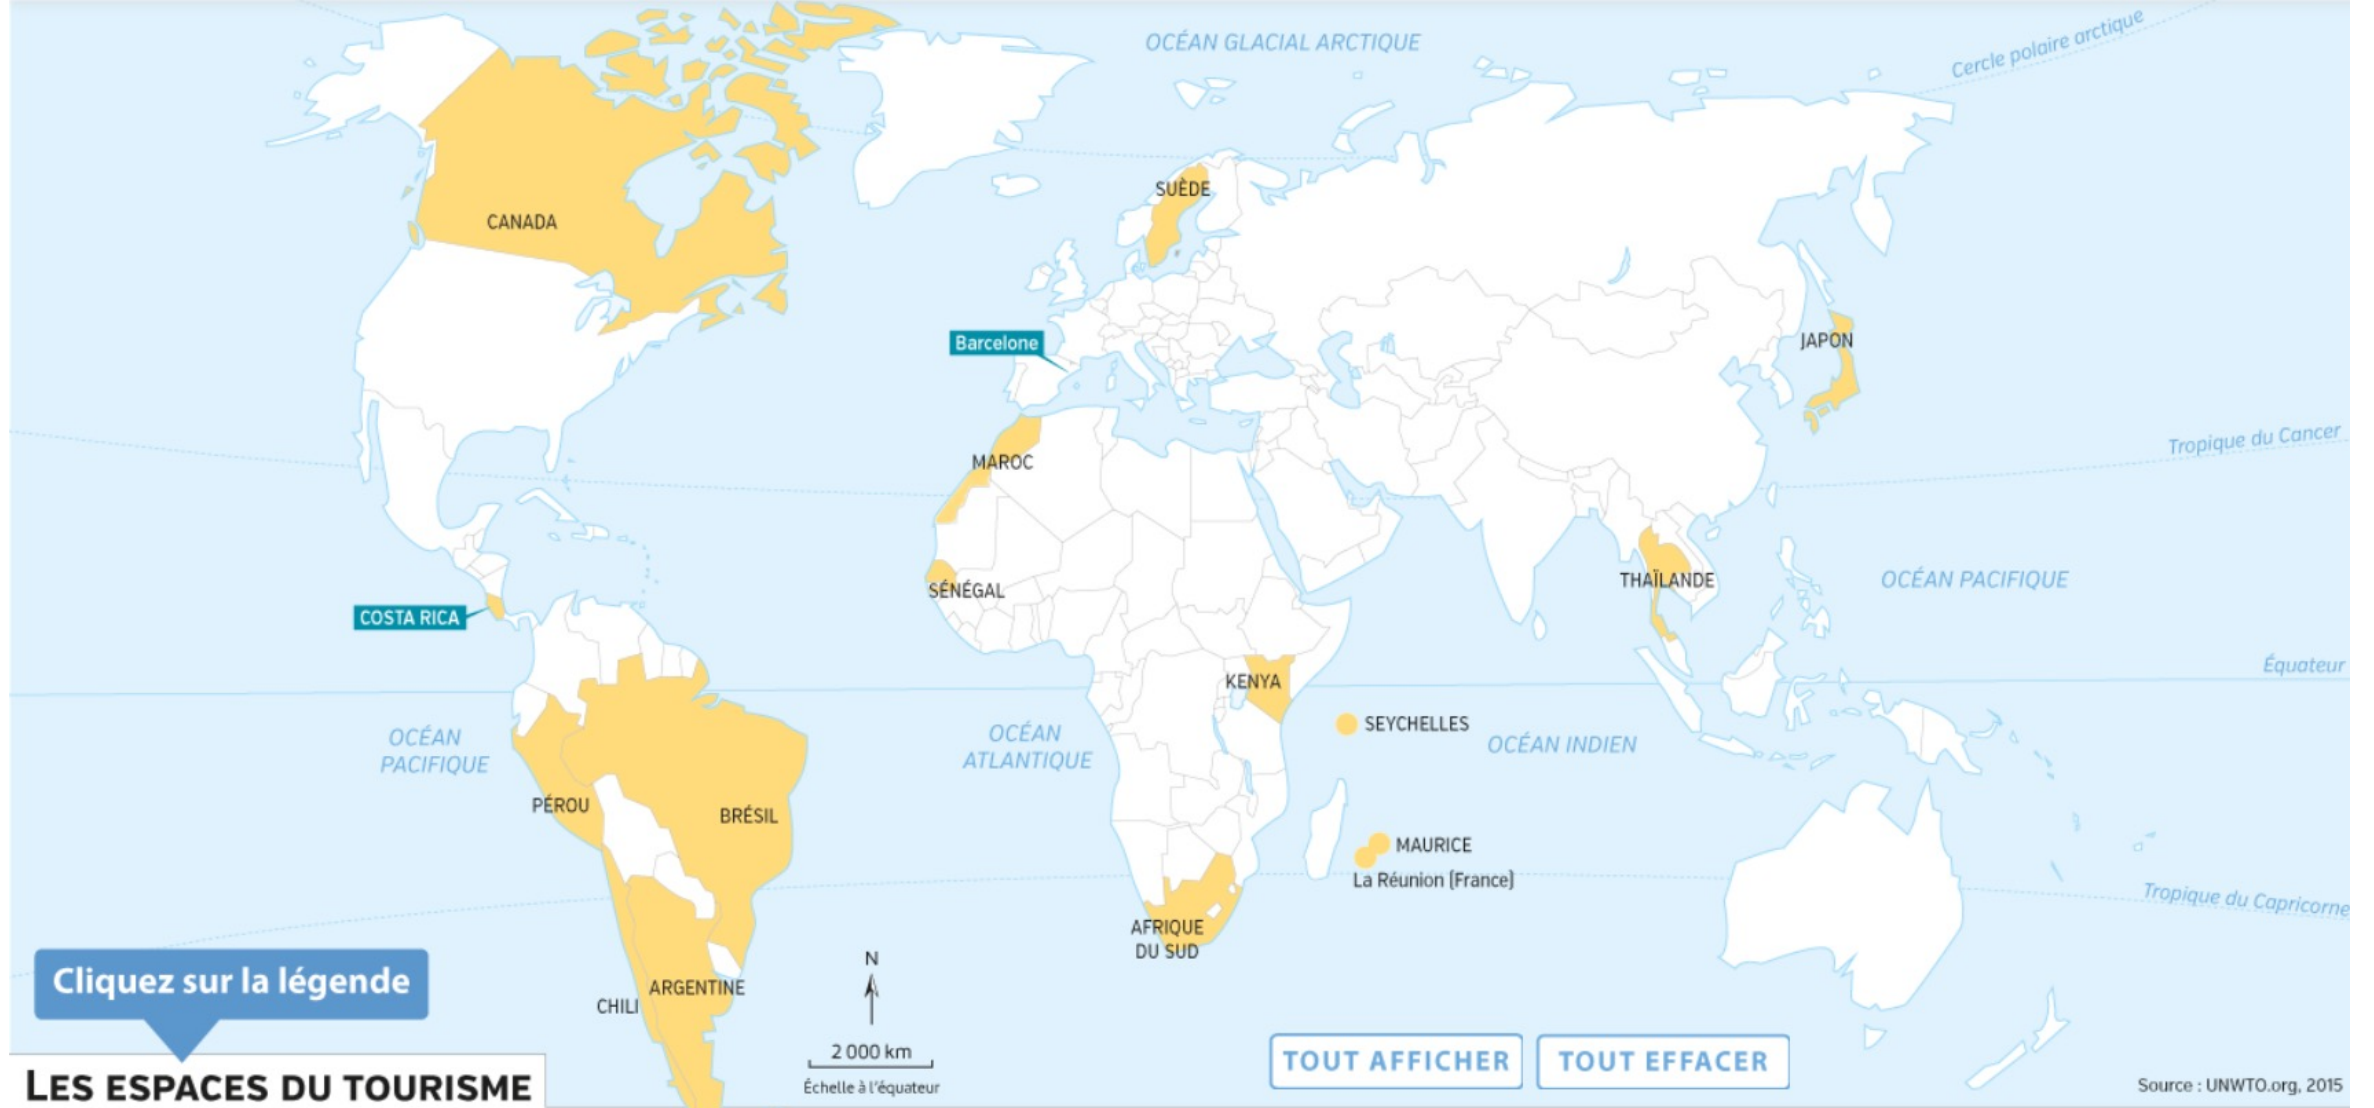 OCÉAN GLACIAL ARCTIQUE
Cercle polaire arctique
SUÈDE
CANADA
Barcelone
JAPON
Tropique du Cancer
MAROC
THAÏLANDE
OCÉAN PACIFIQUE
SÉNÉGAL
COSTA RICA
Équateur
KENYA
SEYCHELLES
OCÉAN
PACIFIQUE
OCÉAN
ATLANTIQUE
OCÉAN INDIEN
PÉROU
BRÉSIL
MAURICE
La Réunion (France)
Tropique du Capricorne
AFRIQUE
DU SUD
N
Cliquez sur la légende
ARGENTINE
CHILI
2 000 km
Échelle à l'équateur
TOUT AFFICHER
TOUT EFFACER
LES ESPACES DU TOURISME
Source : UNWTO.org, 2015